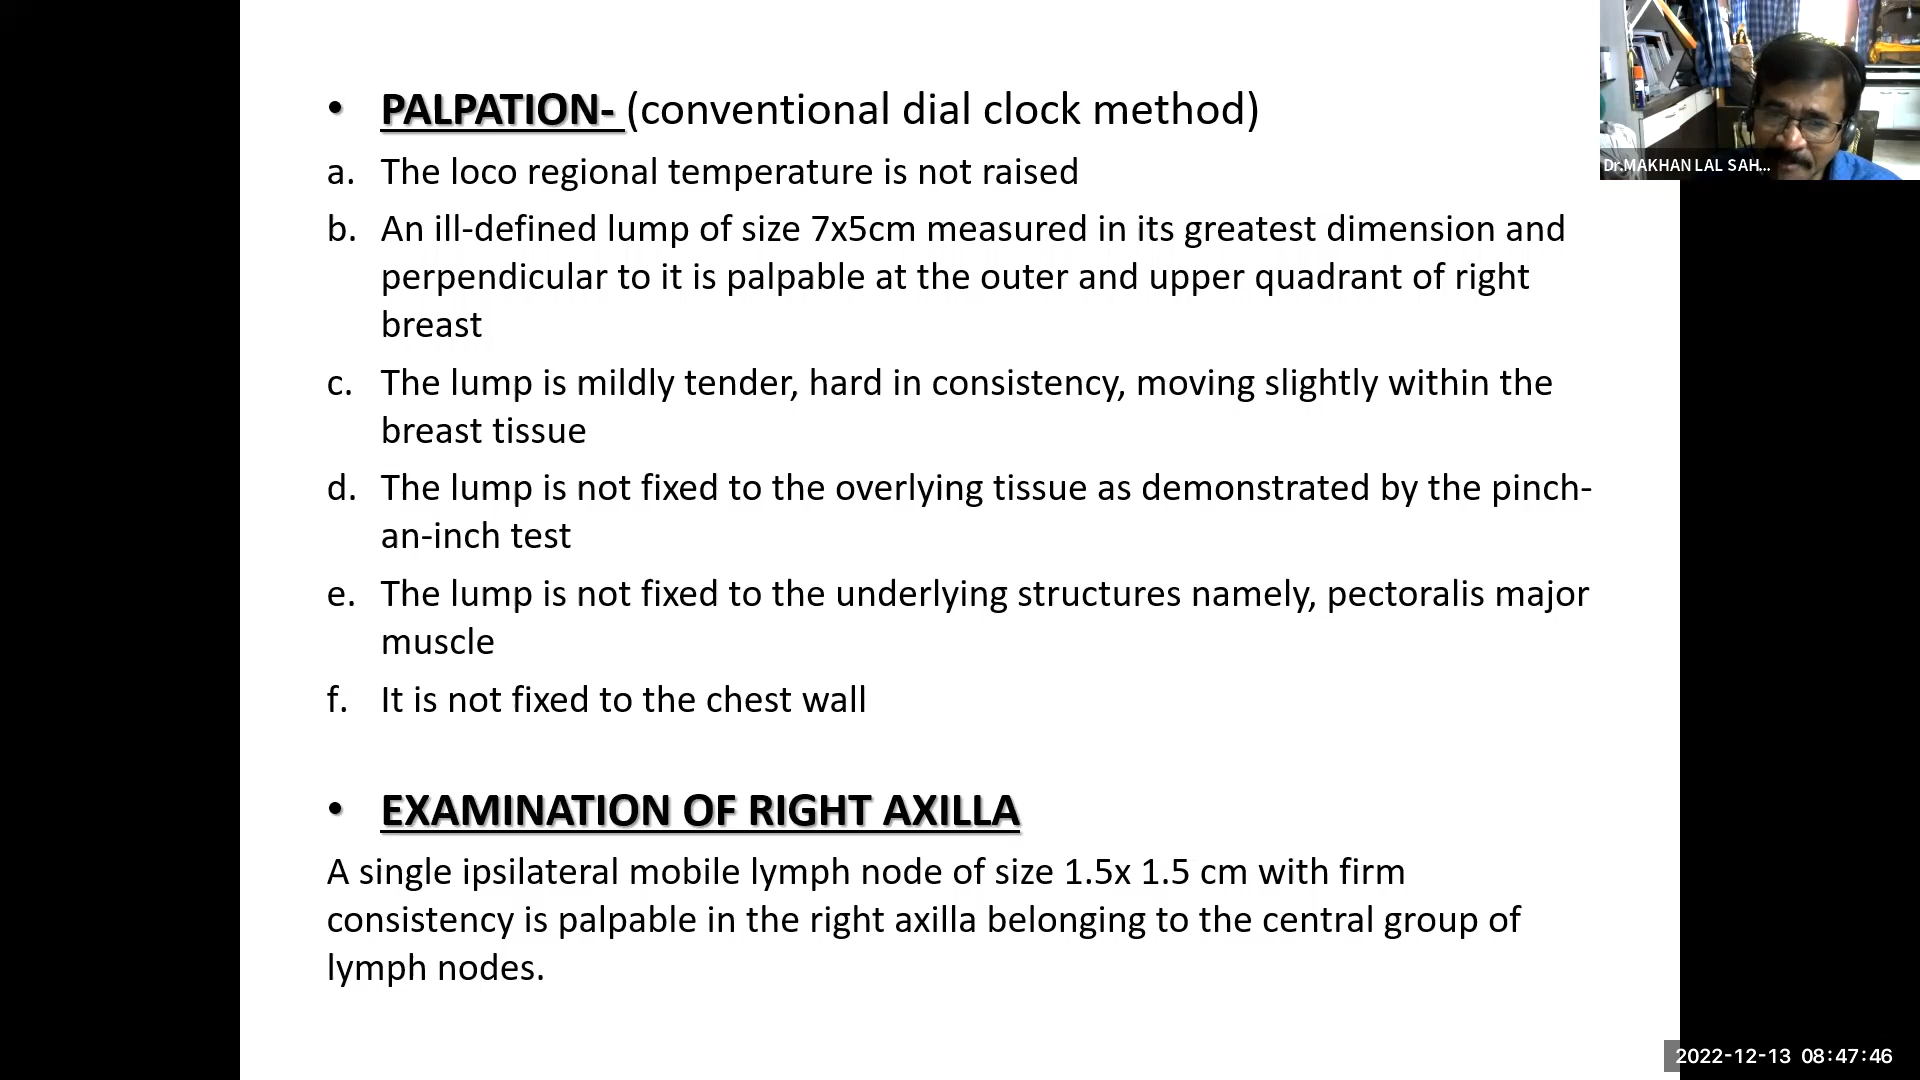 • PALPATION- (conventional dial clock method)
a. The loco regional temperature is not raised
b. An ill-defined lump of size 7x5cm measured in its greatest dimension and
perpendicular to it is palpable at the outer and upper quadrant of right
breast
c. The lump is mildly tender, hard in consistency, moving slightly within the
breast tissue
d. The lump is not fixed to the overlying tissue as demonstrated by the pinch-
an-inch test
e. The lump is not fixed to the underlying structures namely, pectoralis major
muscle
f. It is not fixed to the chest wall
• EXAMINATION OF RIGHT AXILLA
A single ipsilateral mobile lymph node of size 1.5x 1.5 cm with firm
consistency is palpable in the right axilla belonging to the central group of
lymph nodes.
Dr.MAKHAN LAL SAH...
2022-12-13 08:47:46